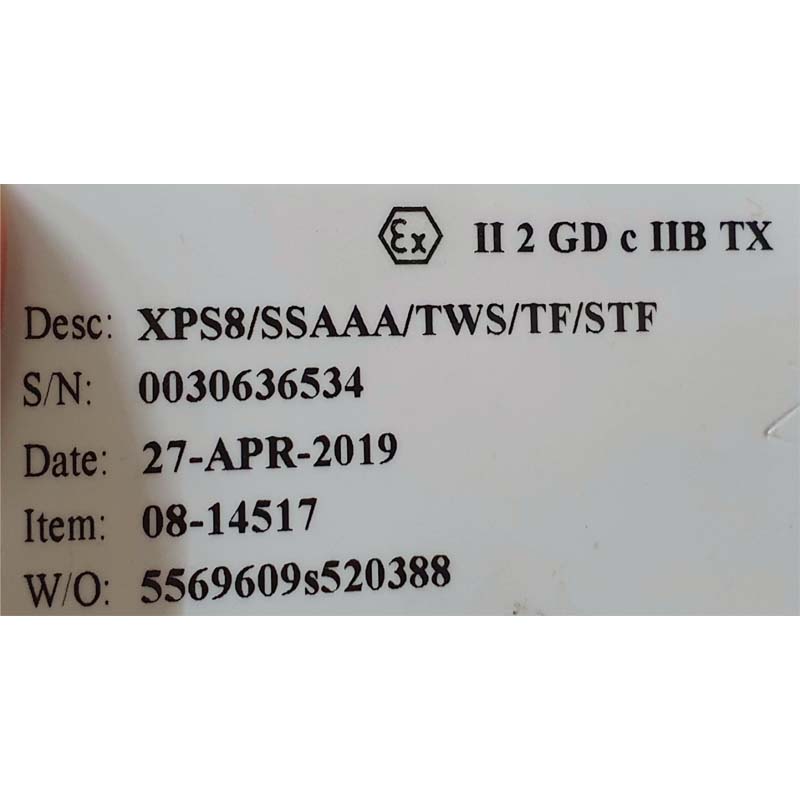 Ex II 2 GD c IIB TX
Desc: XPS8/SSAAA/TWS/TF/STF
S/N: 0030636534
Date: 27-APR-2019
Item: 08-14517
W/O: 5569609s520388